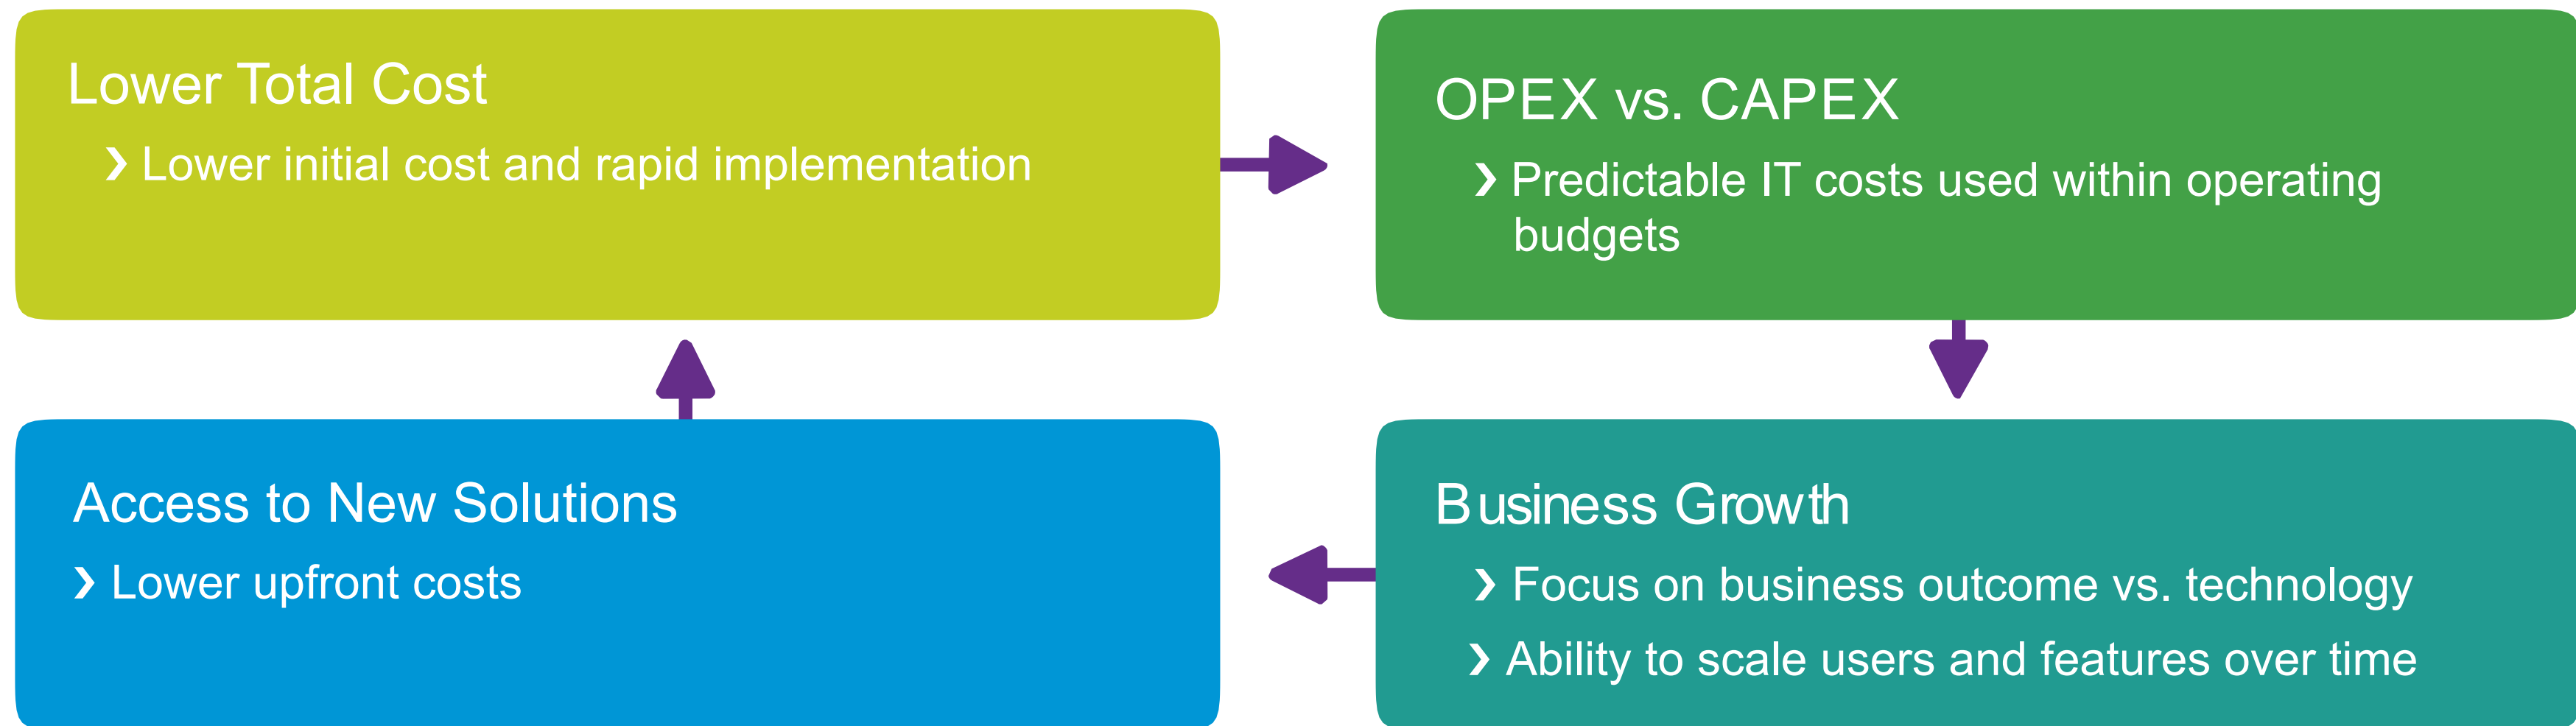 Lower Total Cost
❯ Lower initial cost and rapid implementation
OPEX vs. CAPEX
❯ Predictable IT costs used within operating
budgets
Access to New Solutions
❯ Lower upfront costs
Business Growth
❯ Focus on business outcome vs. technology
❯ Ability to scale users and features over time